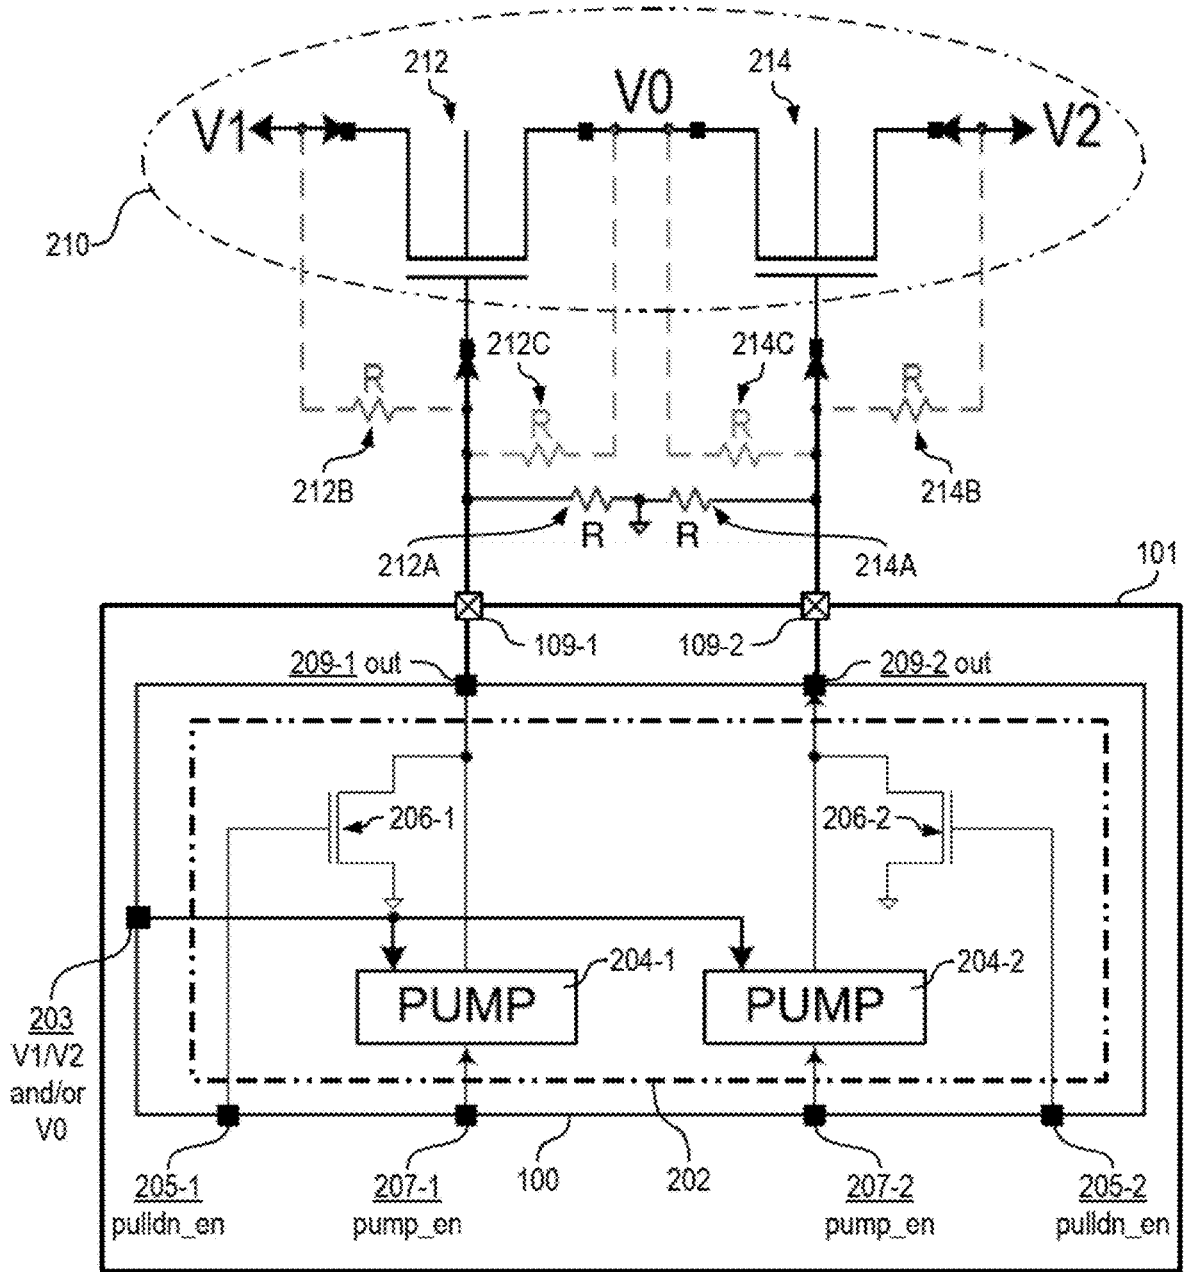 212
214
V1
V0
V2
210
212C
214C
R
R
R
R
212B
214B
R
R
212A
214A
101
109-1
109-2
209-1 out
209-2 out
206-1
206-2
204-1
204-2
PUMP
PUMP
203
V1/V2
and/or
V0
205-1
pulldn_en
207-1
pump_en
100
202
207-2
pump_en
205-2
pulldn_en